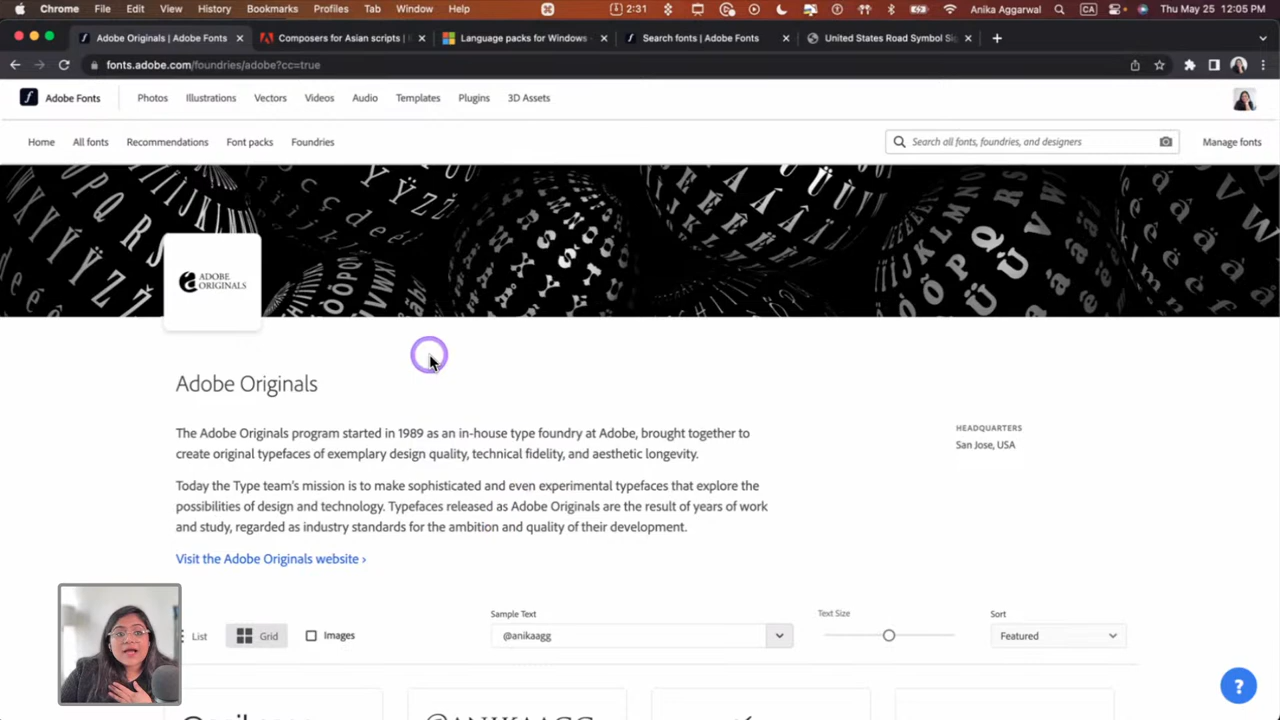 Chrome File Edit View History Bookmarks Profiles Tab Window Help 2:31 Anika Aggarwal CA Thu May 25 12:05 PM
Adobe Originals | Adobe Fonts Composers for Asian scripts | Language packs for Windows - Search fonts | Adobe Fonts United States Road Symbol Si
fonts.adobe.com/foundries/adobe?cc=true
Adobe Fonts Photos Illustrations Vectors Videos Audio Templates Plugins 3D Assets
Home All fonts Recommendations Font packs Foundries Search all fonts, foundries, and designers Manage fonts
ADOBE
ORIGINALS
Adobe Originals
The Adobe Originals program started in 1989 as an in-house type foundry at Adobe, brought together to
create original typefaces of exemplary design quality, technical fidelity, and aesthetic longevity.
HEADQUARTERS
San Jose, USA
Today the Type team's mission is to make sophisticated and even experimental typefaces that explore the
possibilities of design and technology. Typefaces released as Adobe Originals are the result of years of work
and study, regarded as industry standards for the ambition and quality of their development.
Visit the Adobe Originals website ›
Sample Text Text Size Sort
List Grid Images @anikaagg Featured
@ANIKAAGG
?